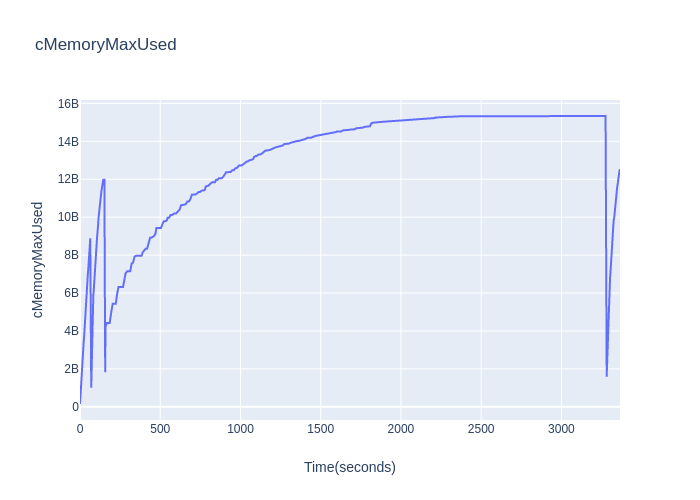 cMemoryMaxUsed
16B
14B
12B
10B
8B
6B
4B
2B
0
cMemoryMaxUsed
0
500
1000
1500
2000
2500
3000
Time(seconds)